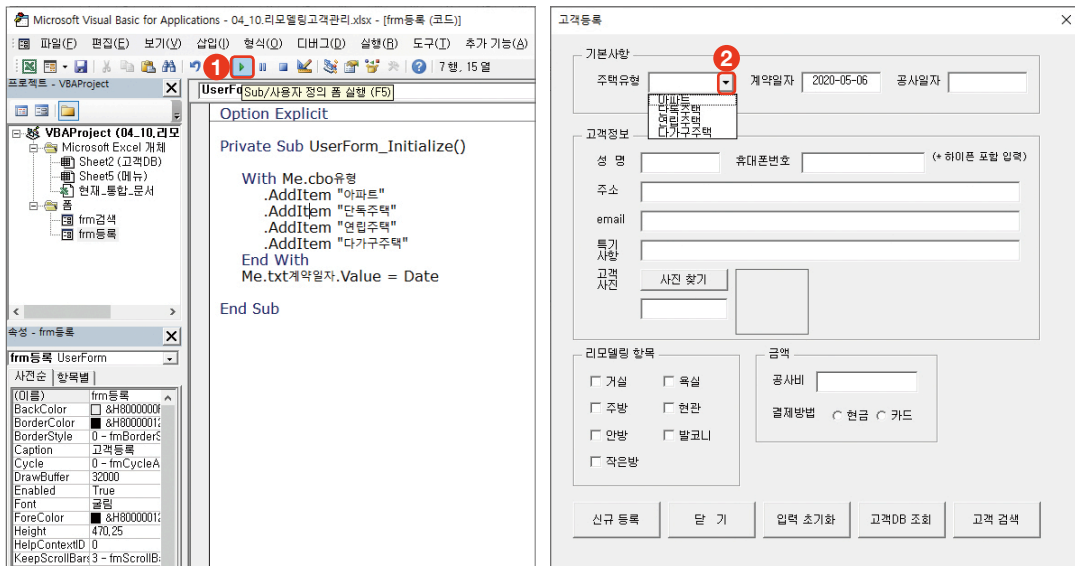 Microsoft Visual Basic for Applications - 04_10.리모델링고객관리.xlsx - [frm등록 (코드)]
파일(F) 편집(E) 보기(V) 삽입(I) 형식(O) 디버그(D) 실행(R) 도구(T) 추가 기능(A)
1
7행, 15열
프로젝트 - VBAProject
UserFo
Sub/사용자 정의 폼 실행 (F5)
VBAProject (04_10,리모
Microsoft Excel 개체
Sheet2 (고객DB)
Sheet5 (메뉴)
현재_통합_문서
폼
frm검색
frm등록
Option Explicit
Private Sub UserForm_Initialize()
With Me.cbo유형
.AddItem "아파트"
.AddItem "단독주택"
.AddItem "연립주택"
.AddItem "다가구주택"
End With
Me.txt계약일자.Value = Date
End Sub
속성 - frm등록
frm등록 UserForm
사전순 항목별
(이름) frm등록
BackColor &H8000000F
BorderColor &H80000012
BorderStyle 0 - fmBorderS
Caption 고객등록
Cycle 0 - fmCycleA
DrawBuffer 32000
Enabled True
Font 굴림
ForeColor &H80000012
Height 470,25
HelpContextID 0
KeepScrollBars 3 - fmScrollB
고객등록
기본사항
2
주택유형 계약일자 2020-05-06 공사일자
아파트
단독주택
연립주택
다가구주택
고객정보
성 명 휴대폰번호 (* 하이폰 포함 입력)
주소
email
특기
사항
고객
사진
사진 찾기
리모델링 항목
거실 욕실
주방 현관
안방 발코니
작은방
금액
공사비
결제방법 현금 카드
신규 등록 닫 기 입력 초기화 고객DB 조회 고객 검색